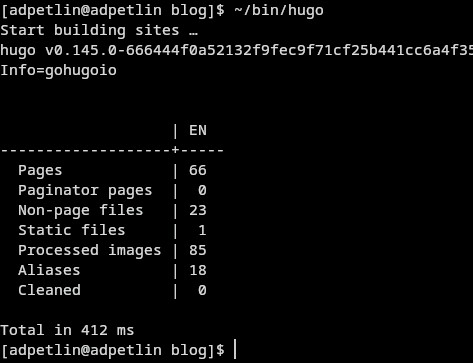 [adpetlin@adpetlin blog]$ ~/bin/hugo
Start building sites …
hugo v0.145.0-666444f0a52132f9fec9f71cf25b441cc6a4f35
Info=gohugoio
| EN
-------------------+-----
Pages | 66
Paginator pages | 0
Non-page files | 23
Static files | 1
Processed images | 85
Aliases | 18
Cleaned | 0
Total in 412 ms
[adpetlin@adpetlin blog]$